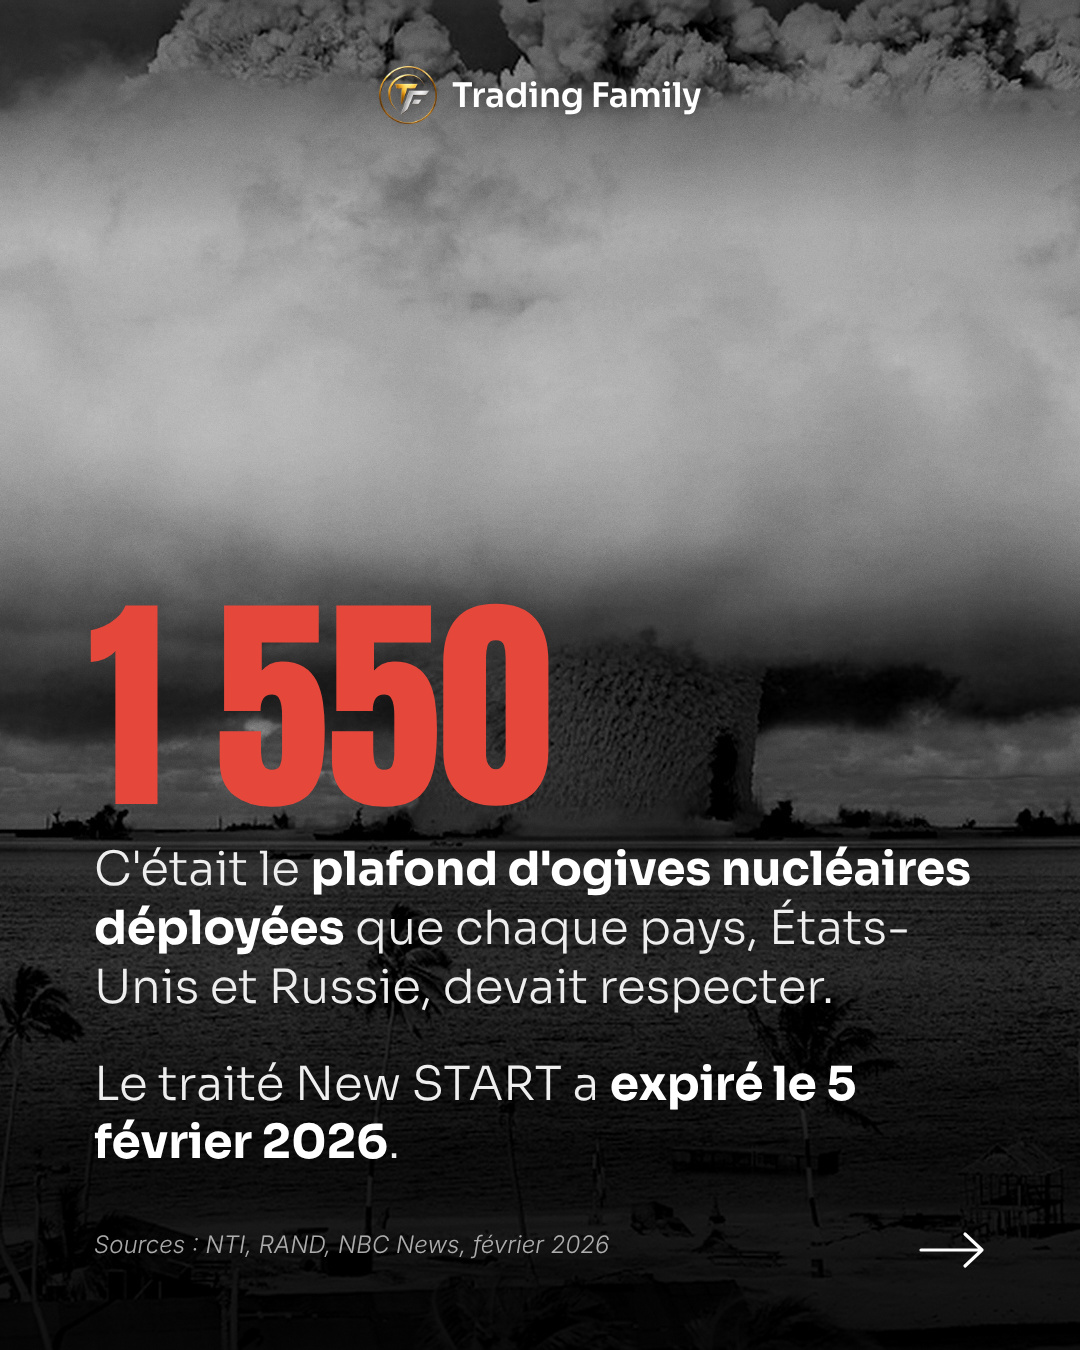 TF Trading Family
1 550
C'était le plafond d'ogives nucléaires
déployées que chaque pays, États-
Unis et Russie, devait respecter.
Le traité New START a expiré le 5
février 2026.
Sources : NTI, RAND, NBC News, février 2026